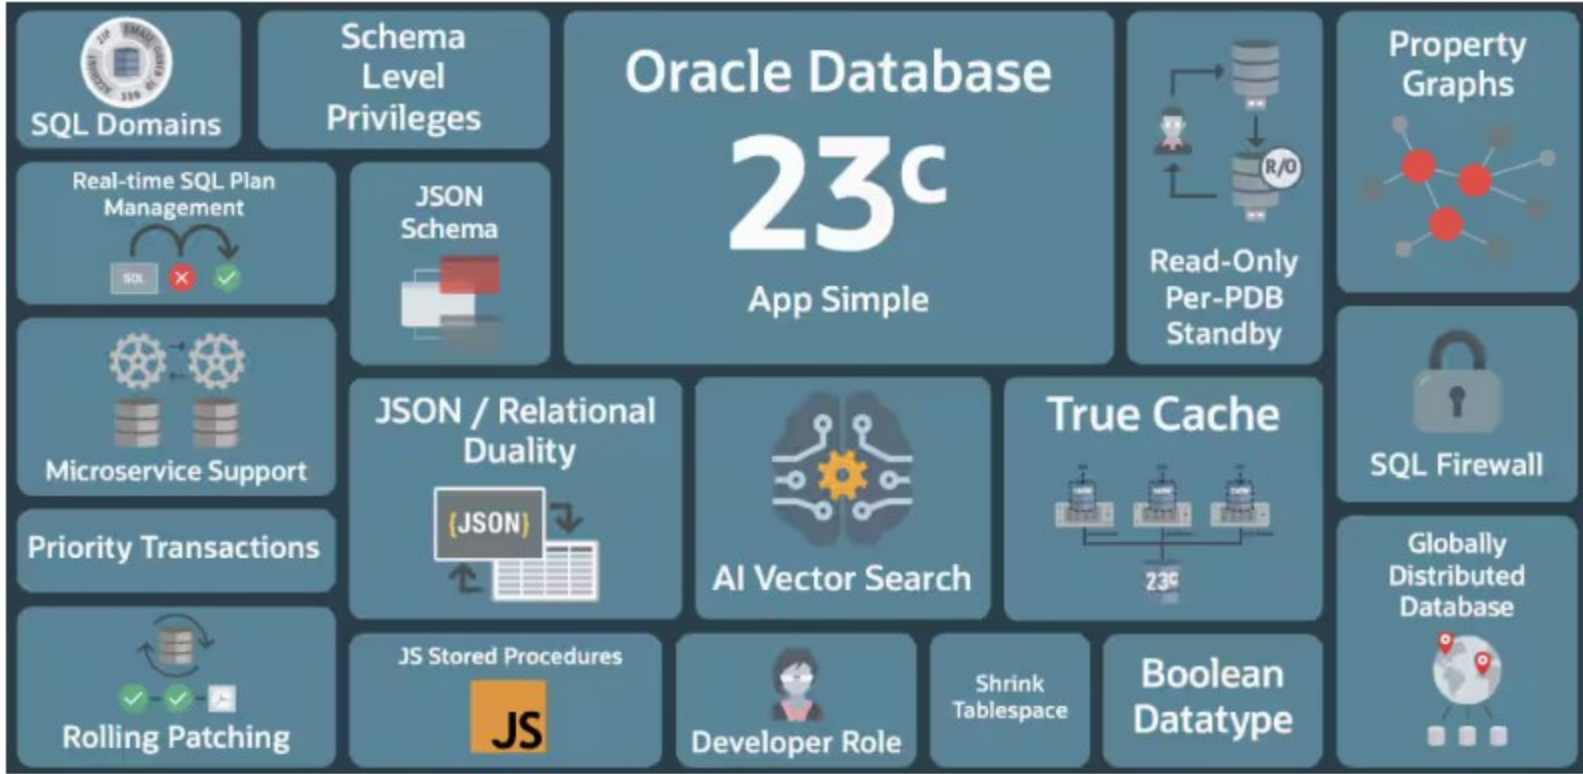 SQL Domains
Schema
Level
Privileges
Oracle Database
23c
App Simple
R/O
Read-Only
Per-PDB
Standby
Property
Graphs
Real-time SQL Plan
Management
SQL
JSON
Schema
Microservice Support
JSON / Relational
Duality
{JSON}
AI Vector Search
True Cache
23c
SQL Firewall
Priority Transactions
Globally
Distributed
Database
Rolling Patching
JS Stored Procedures
JS
Developer Role
Shrink
Tablespace
Boolean
Datatype